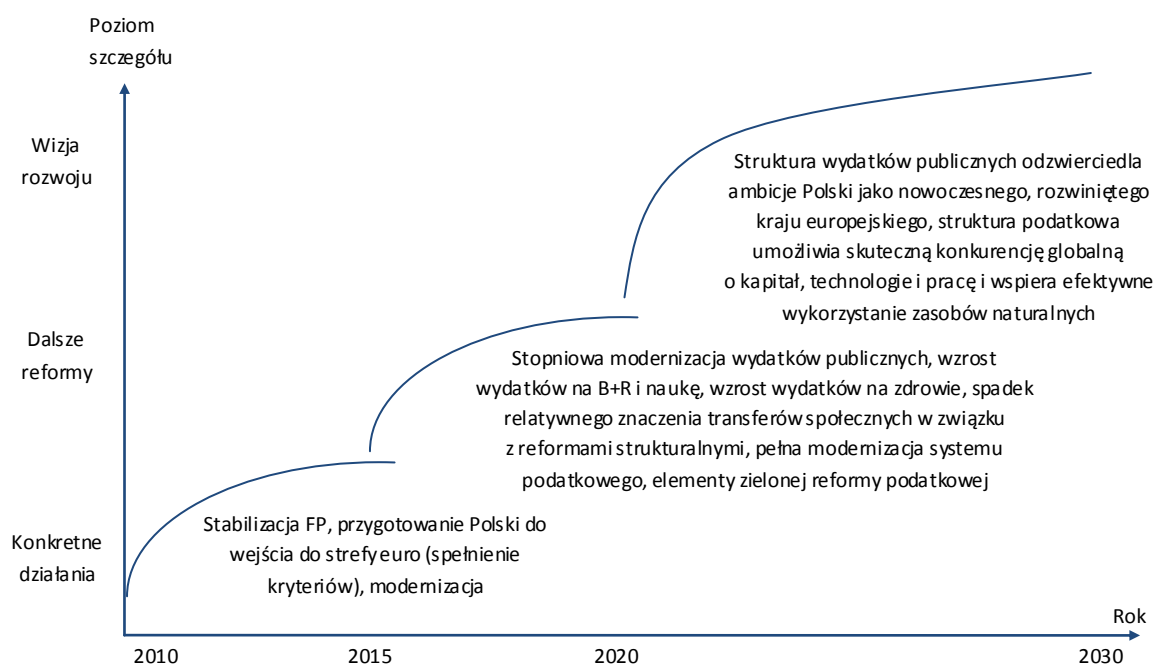 Poziom
szczegółu
Wizja
rozwoju
Struktura wydatków publicznych odzwierciedla
ambicje Polski jako nowoczesnego, rozwiniętego
kraju europejskiego, struktura podatkowa
umożliwia skuteczną konkurencję globalną
o kapitał, technologie i pracę i wspiera efektywne
wykorzystanie zasobów naturalnych
Dalsze
reformy
Stopniowa modernizacja wydatków publicznych, wzrost
wydatków na B+R i naukę, wzrost wydatków na zdrowie, spadek
relatywnego znaczenia transferów społecznych w związku
z reformami strukturalnymi, pełna modernizacja systemu
podatkowego, elementy zielonej reformy podatkowej
Konkretne
działania
Stabilizacja FP, przygotowanie Polski do
wejścia do strefy euro (spełnienie
kryteriów), modernizacja
Rok
2010 2015 2020 2030